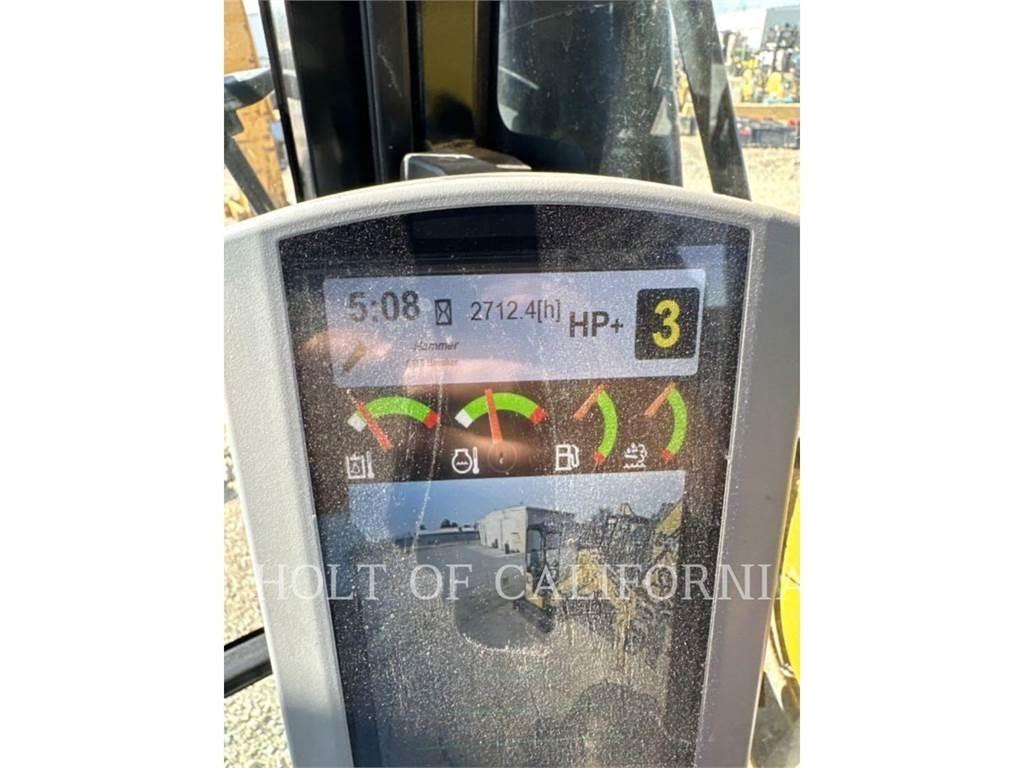 5:08 2712.4[h] HP+ 3
Hammer
HOLT OF CALIFORNIA